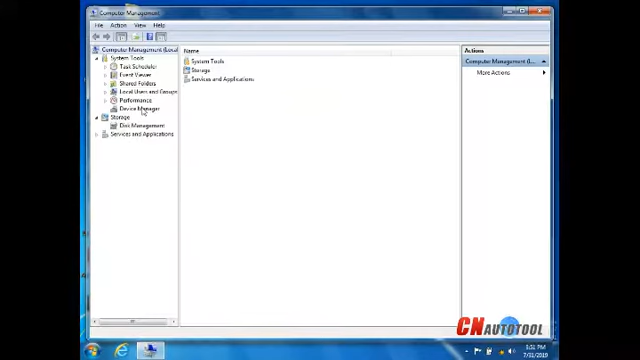 Computer Management
File Action View Help
Computer Management (Local
System Tools
Task Scheduler
Event Viewer
Shared Folders
Local Users and Groups
Performance
Device Manager
Storage
Disk Management
Services and Applications
Name
System Tools
Storage
Services and Applications
Actions
Computer Management (L...
More Actions
CNAUTOTOOL